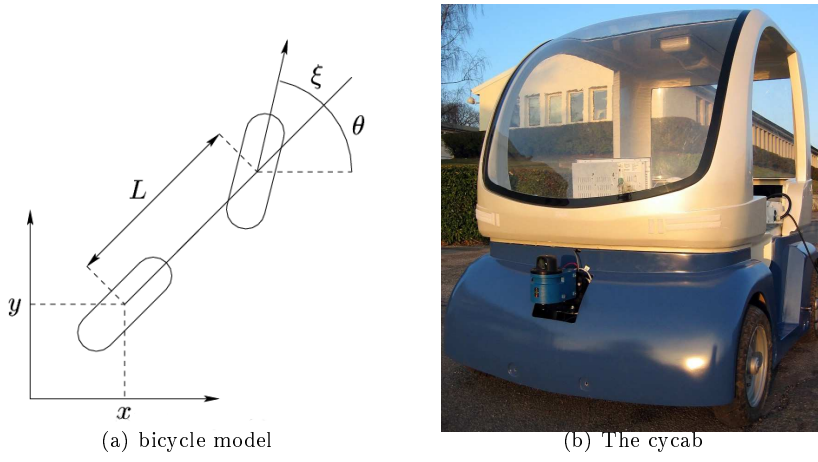 ξ
θ
L
y
x
(a) bicycle model
(b) The cycab